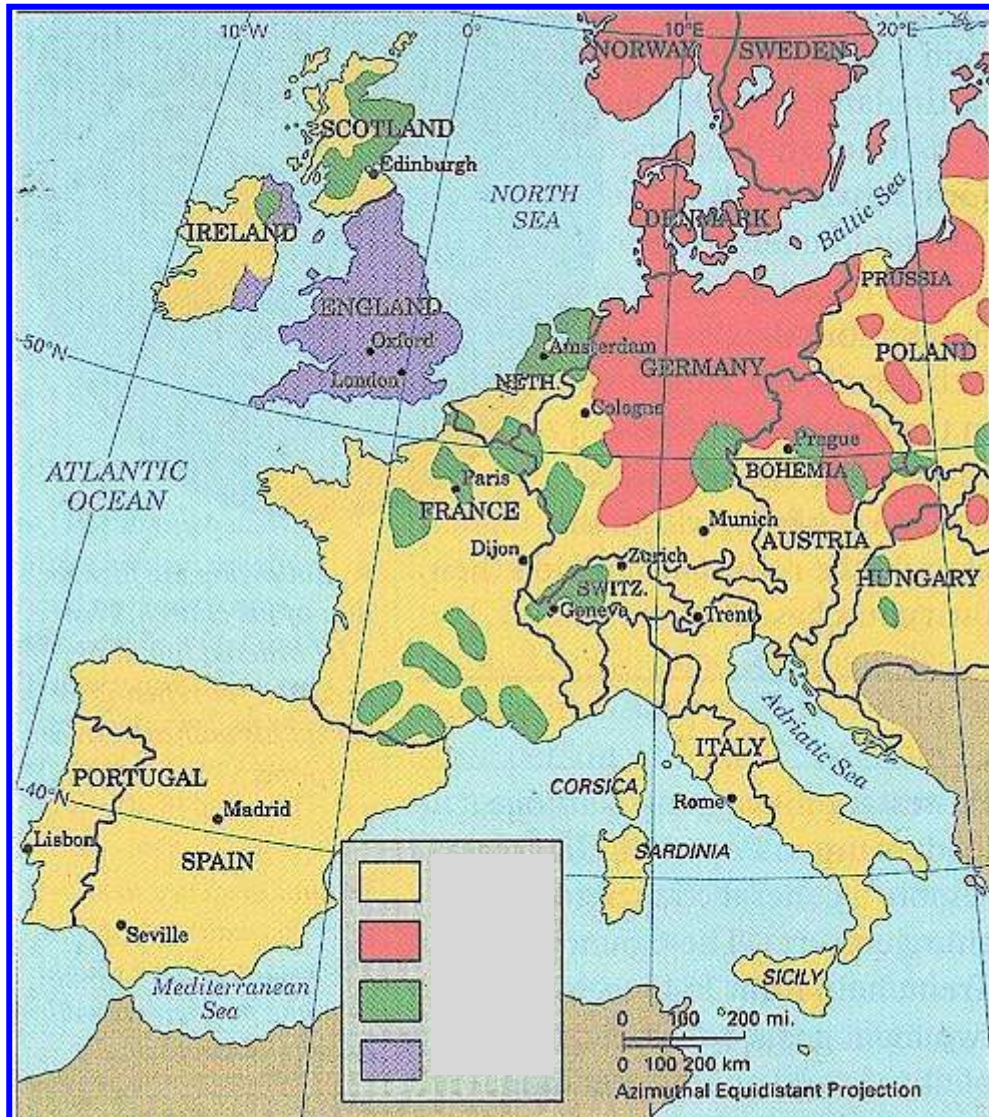 10°W
0°
10°E
20°E
NORWAY
SWEDEN
SCOTLAND
Edinburgh
NORTH
SEA
Baltic Sea
DENMARK
IRELAND
PRUSSIA
ENGLAND
Oxford
London
Amsterdam
NETH.
GERMANY
POLAND
50°N
Cologne
Prague
BOHEMIA
ATLANTIC
OCEAN
Paris
FRANCE
Munich
AUSTRIA
Dijon
Zurich
HUNGARY
SWITZ.
Geneva
Trent
Adriatic Sea
PORTUGAL
ITALY
40°N
CORSICA
Madrid
Rome
Lisbon
SPAIN
SARDINIA
Seville
Mediterranean
Sea
SICILY
0 100 200 mi.
0 100 200 km
Azimuthal Equidistant Projection